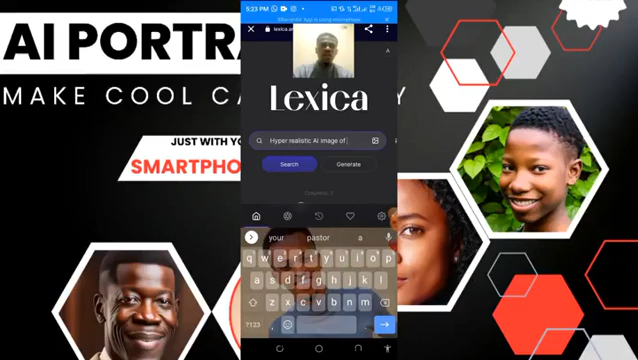 AI PORTRA
MAKE COOL CA
Y
JUST WITH YO
SMARTPHO
5:23 PM
lexica.ar
Lexica
Hyper realistic Ai image of
Search
Generate
your
pastor
a
q w e r t y u i o p
a s d f g h k l
z x c v b n m
?123